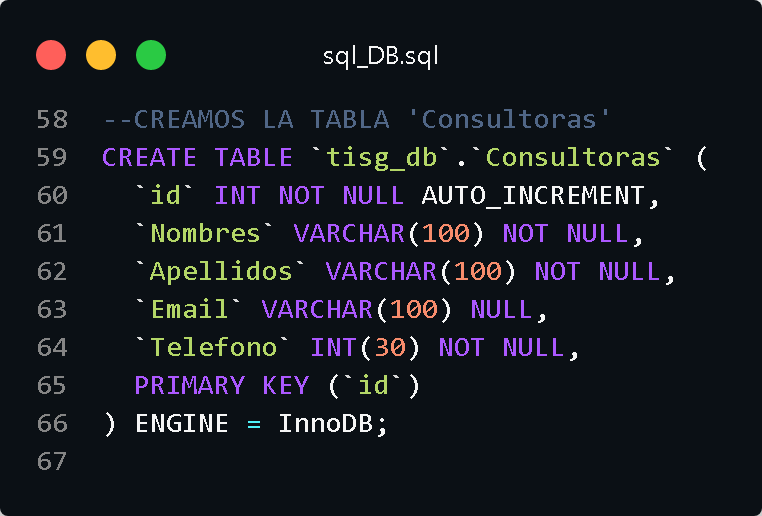 sql_DB.sql
58 --CREAMOS LA TABLA 'Consultoras'
59 CREATE TABLE `tisg_db`.`Consultoras` (
60   `id` INT NOT NULL AUTO_INCREMENT,
61   `Nombres` VARCHAR(100) NOT NULL,
62   `Apellidos` VARCHAR(100) NOT NULL,
63   `Email` VARCHAR(100) NULL,
64   `Telefono` INT(30) NOT NULL,
65   PRIMARY KEY (`id`)
66 ) ENGINE = InnoDB;
67